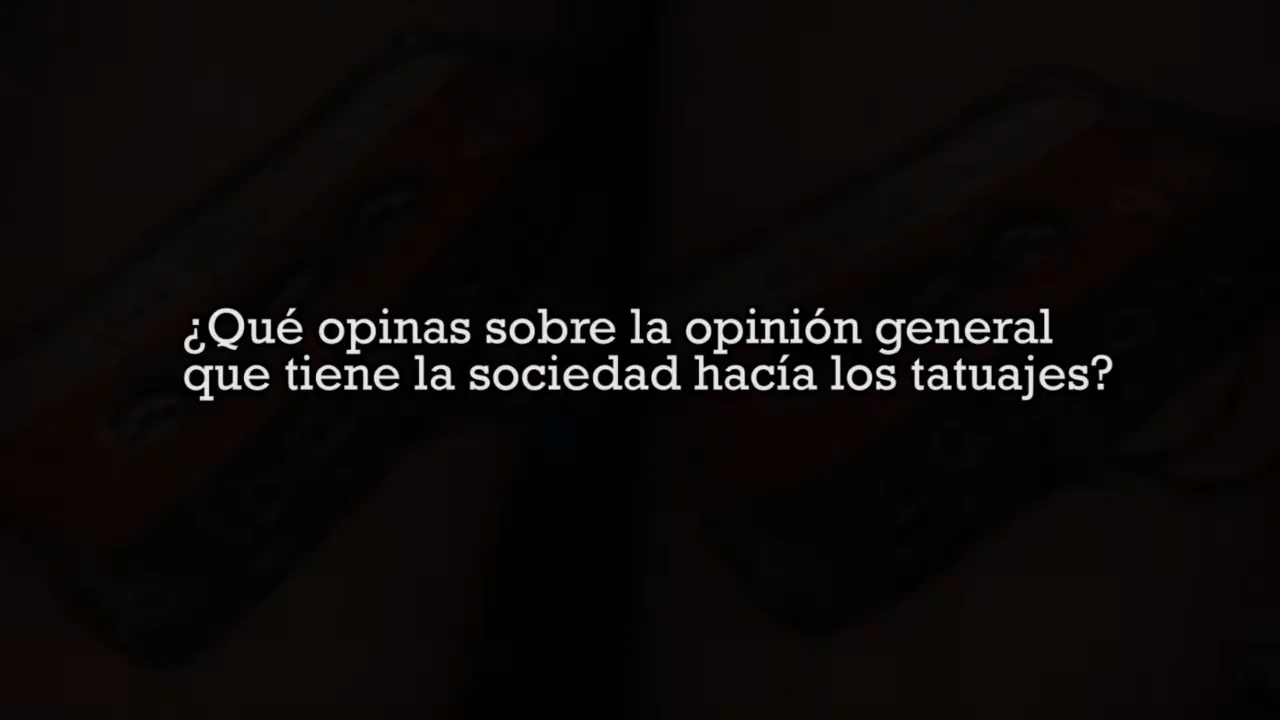 ¿Qué opinas sobre la opinión general
que tiene la sociedad hacía los tatuajes?